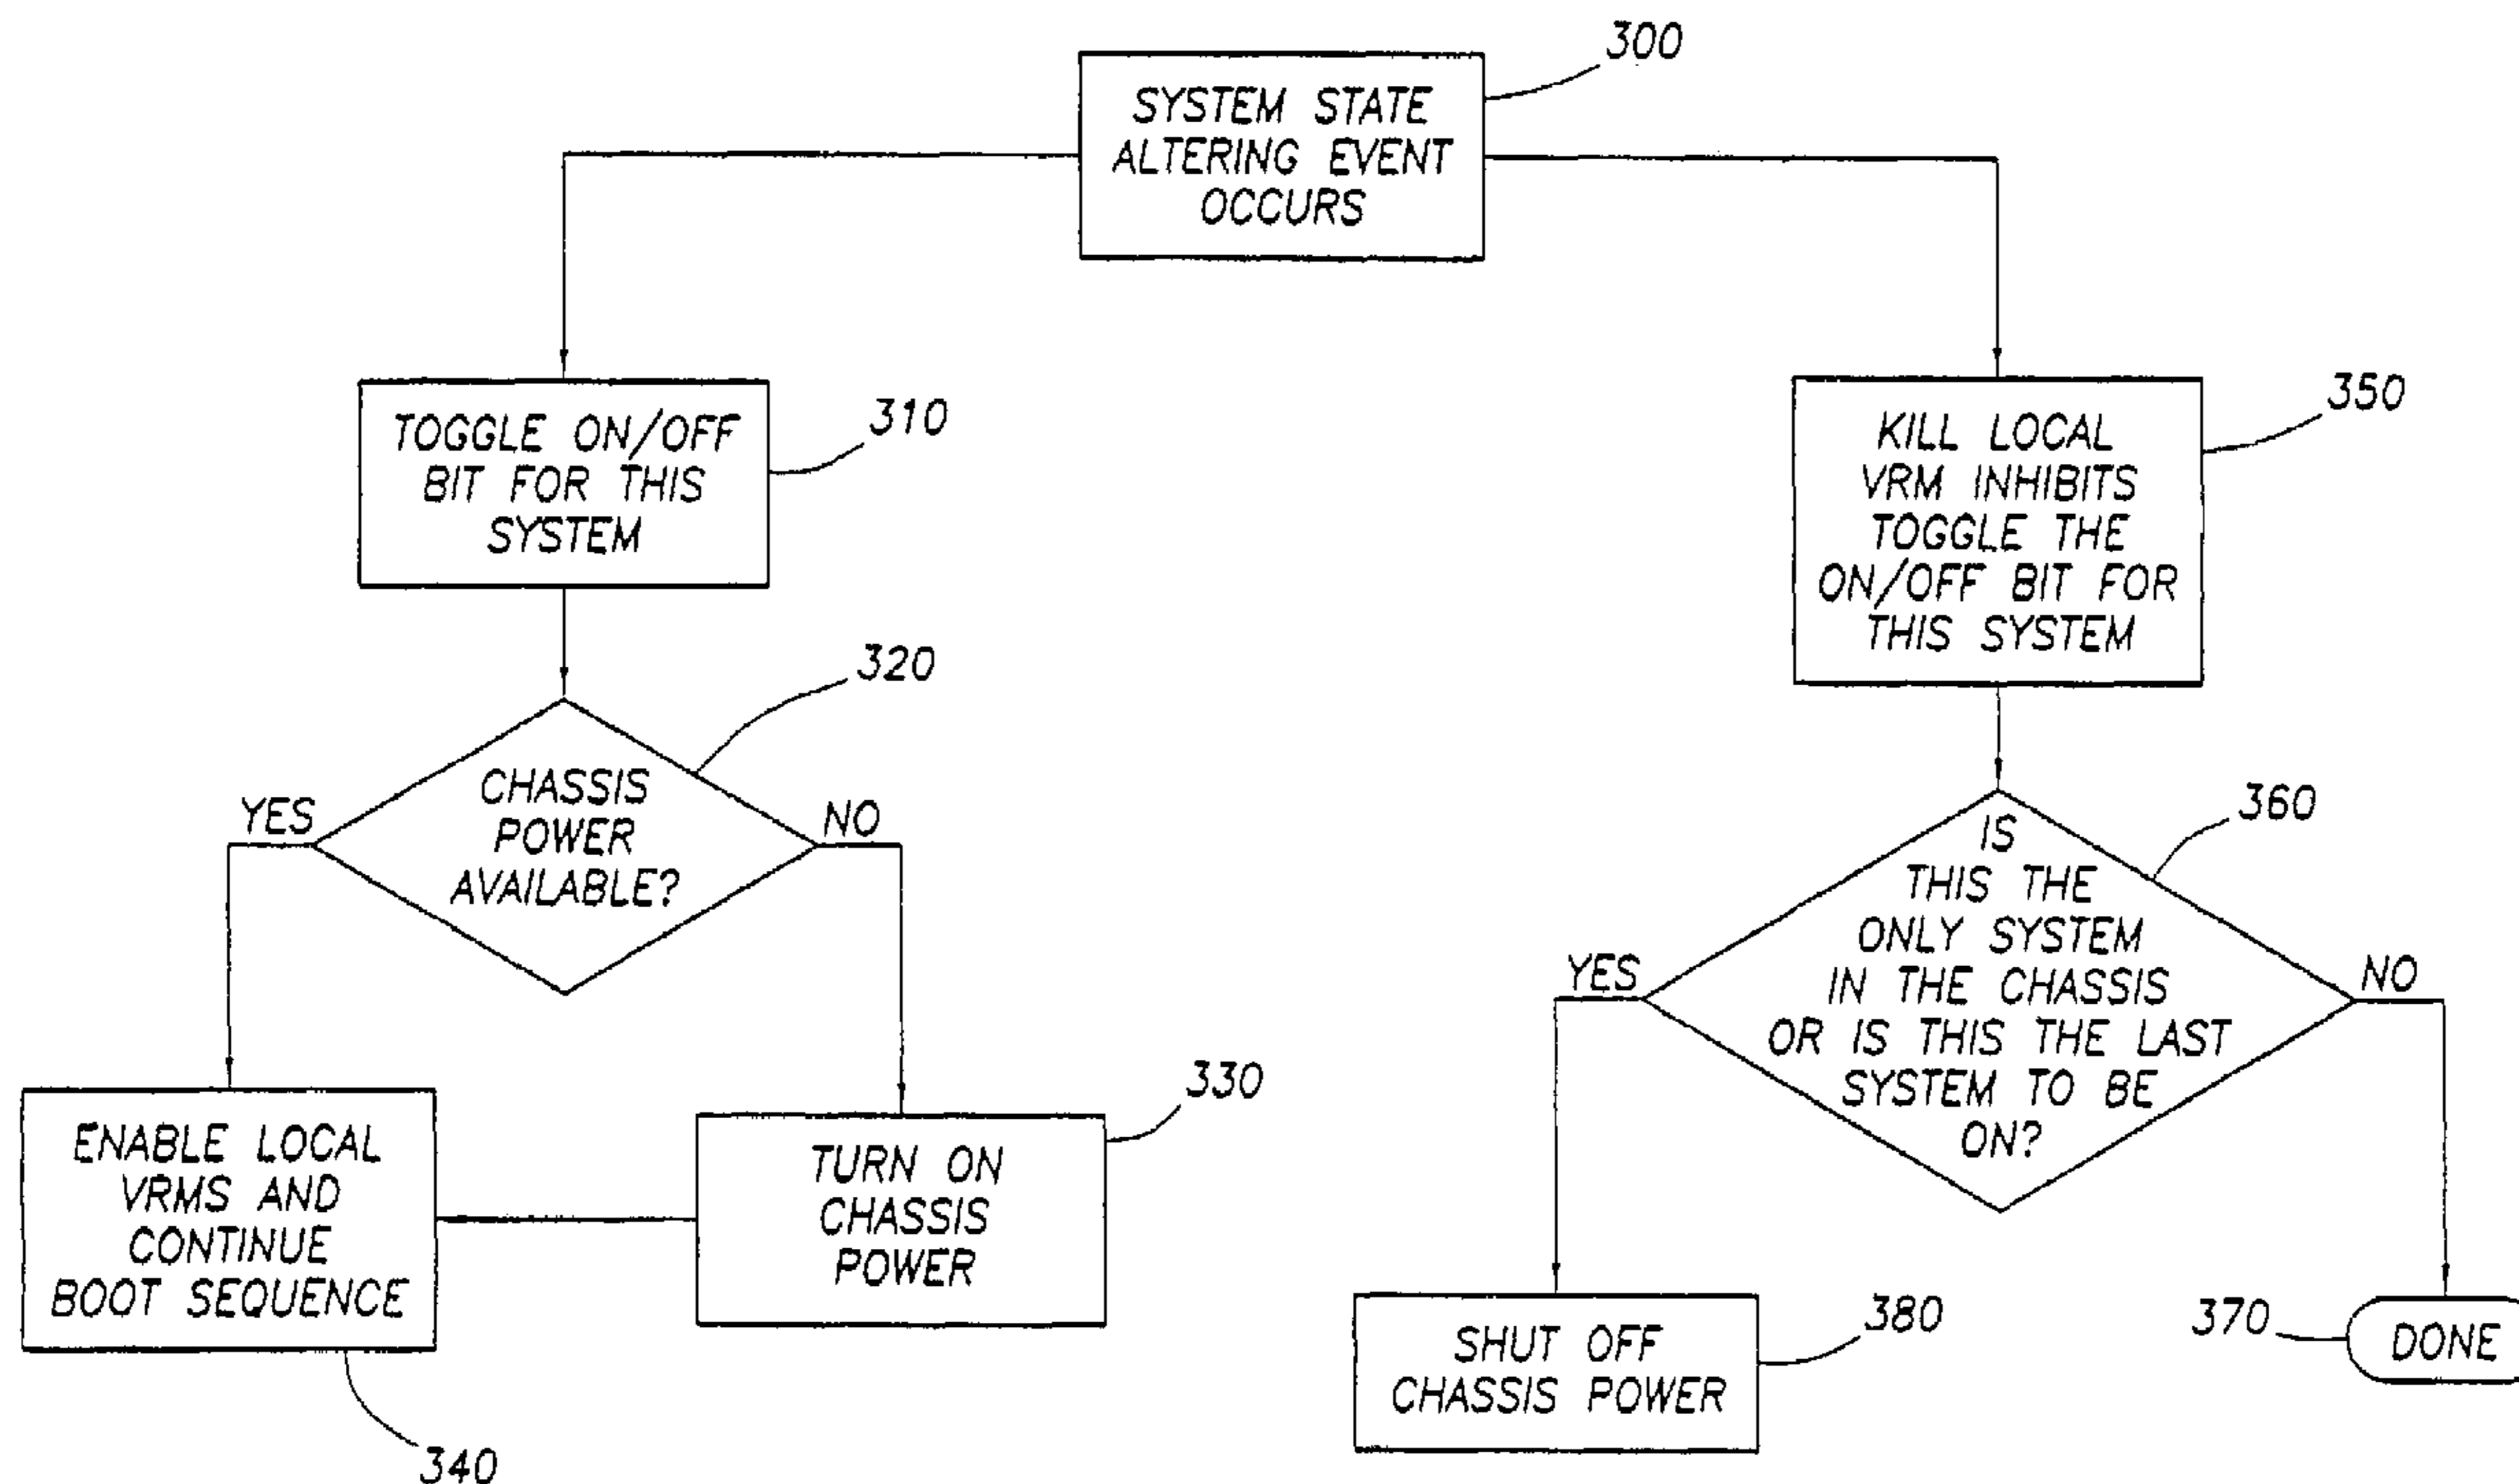 300
SYSTEM STATE
ALTERING EVENT
OCCURS
TOGGLE ON/OFF
BIT FOR THIS
SYSTEM
310
320
CHASSIS
POWER
AVAILABLE?
YES
NO
ENABLE LOCAL
VRMS AND
CONTINUE
BOOT SEQUENCE
340
330
TURN ON
CHASSIS
POWER
350
KILL LOCAL
VRM INHIBITS
TOGGLE THE
ON/OFF BIT FOR
THIS SYSTEM
360
IS
THIS THE
ONLY SYSTEM
IN THE CHASSIS
OR IS THIS THE LAST
SYSTEM TO BE
ON?
YES
NO
380
SHUT OFF
CHASSIS POWER
370
DONE